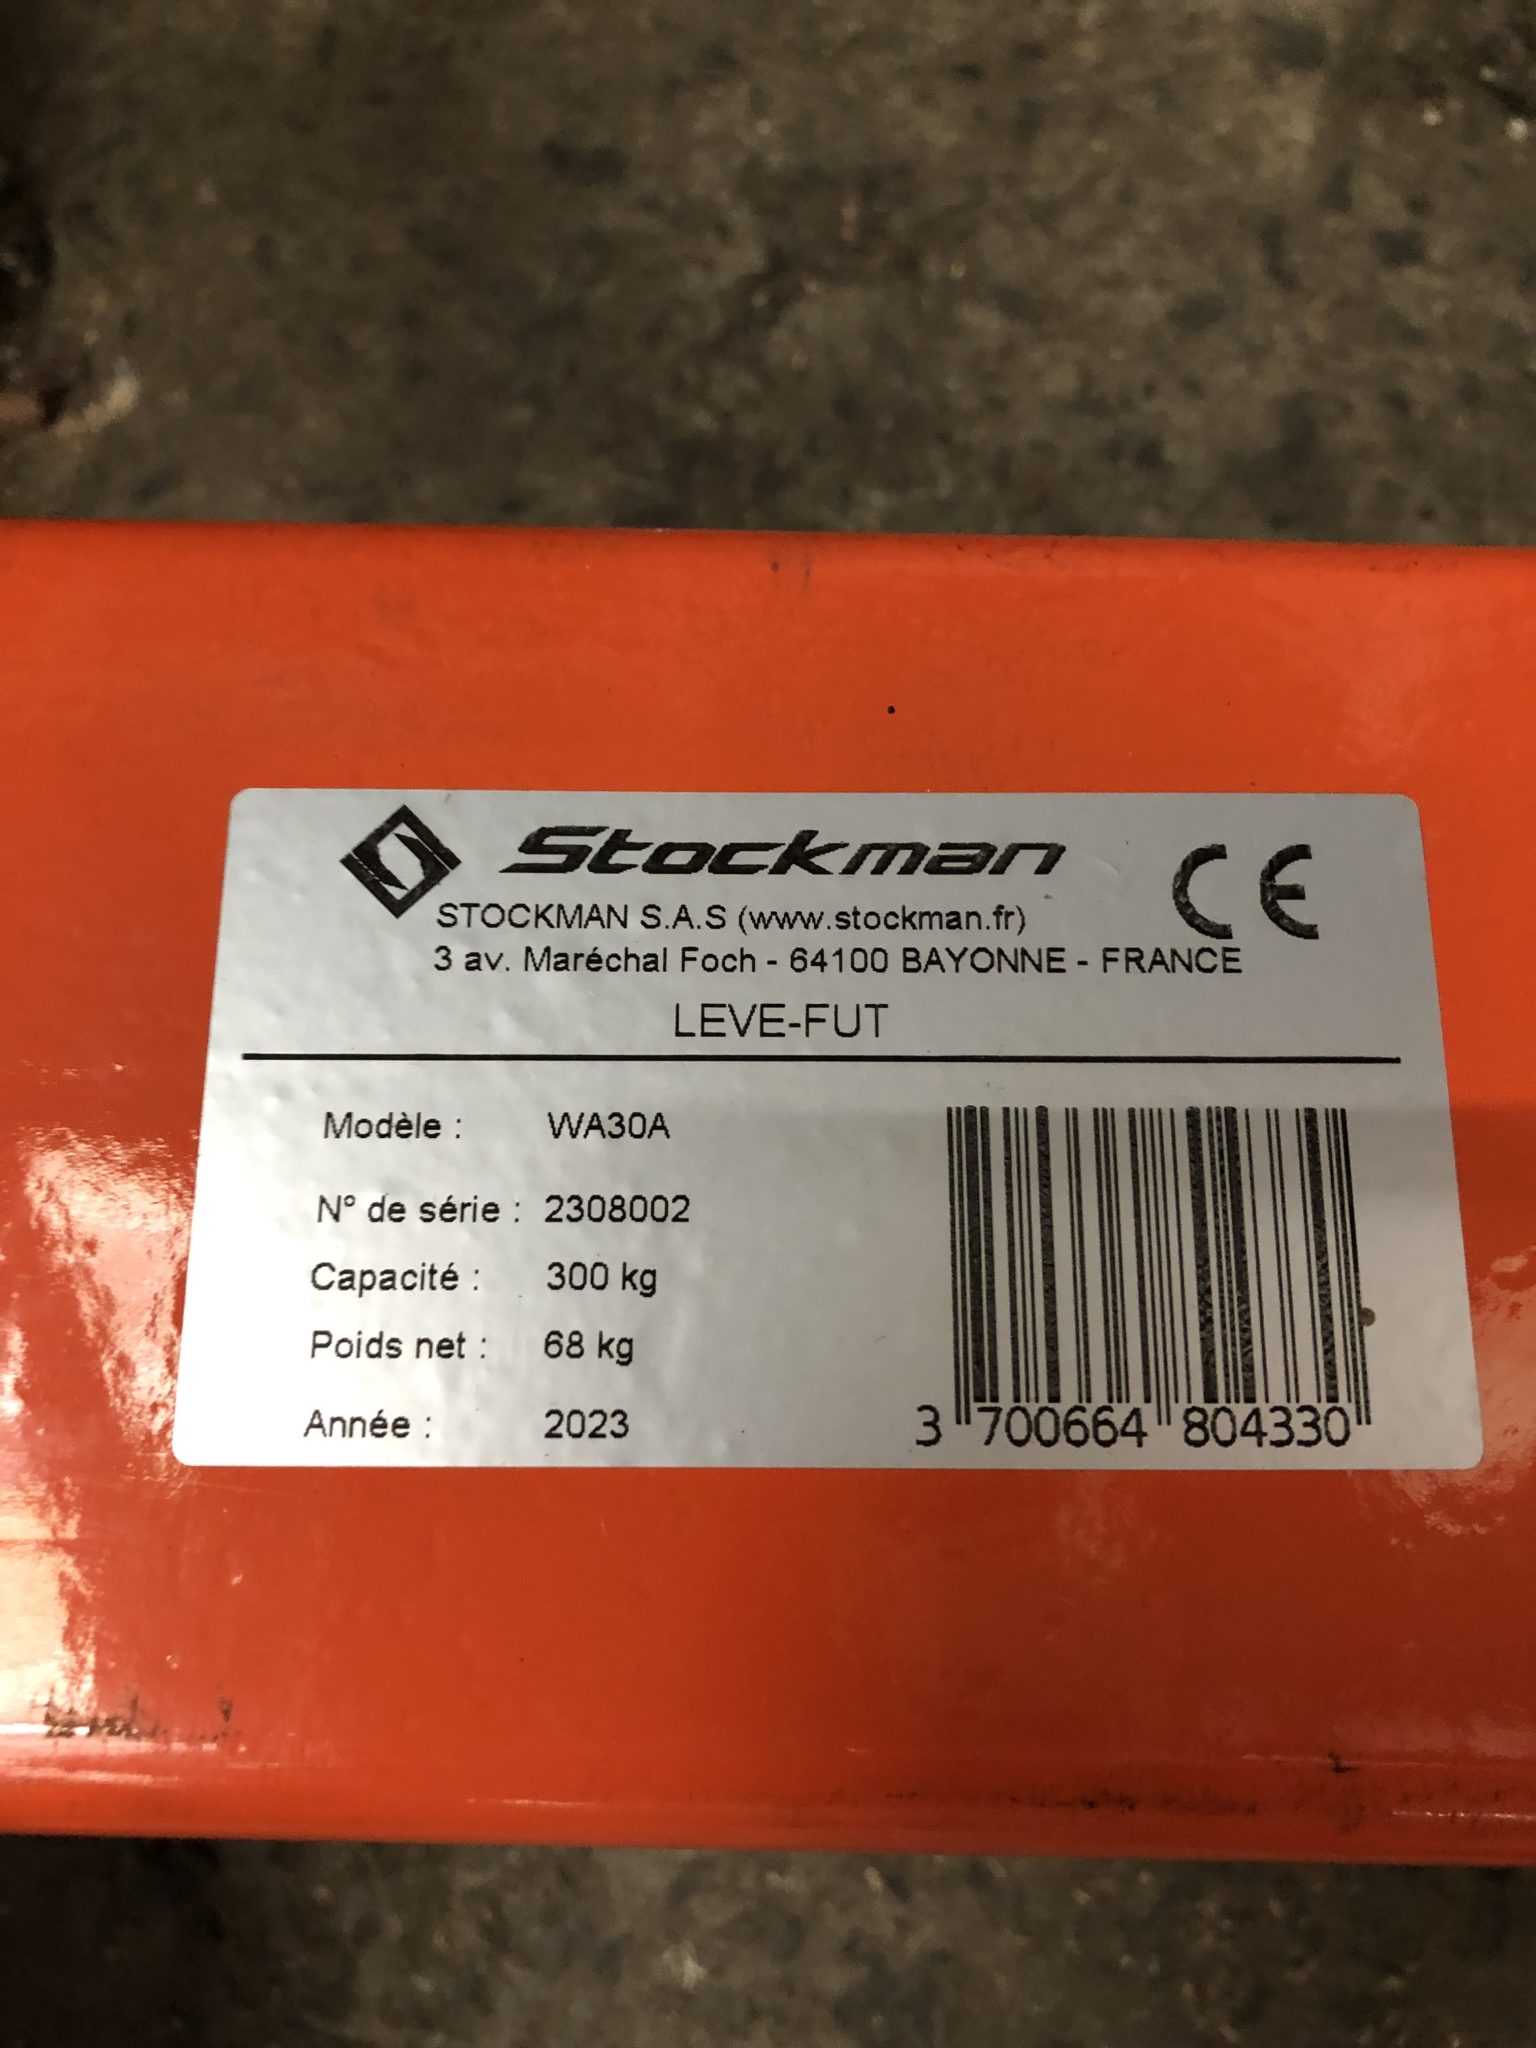 Stockman
CE
STOCKMAN S.A.S (www.stockman.fr)
3 av. Maréchal Foch - 64100 BAYONNE - FRANCE
LEVE-FUT
Modèle : WA30A
N° de série : 2308002
Capacité : 300 kg
Poids net : 68 kg
Année : 2023
3 700664 804330